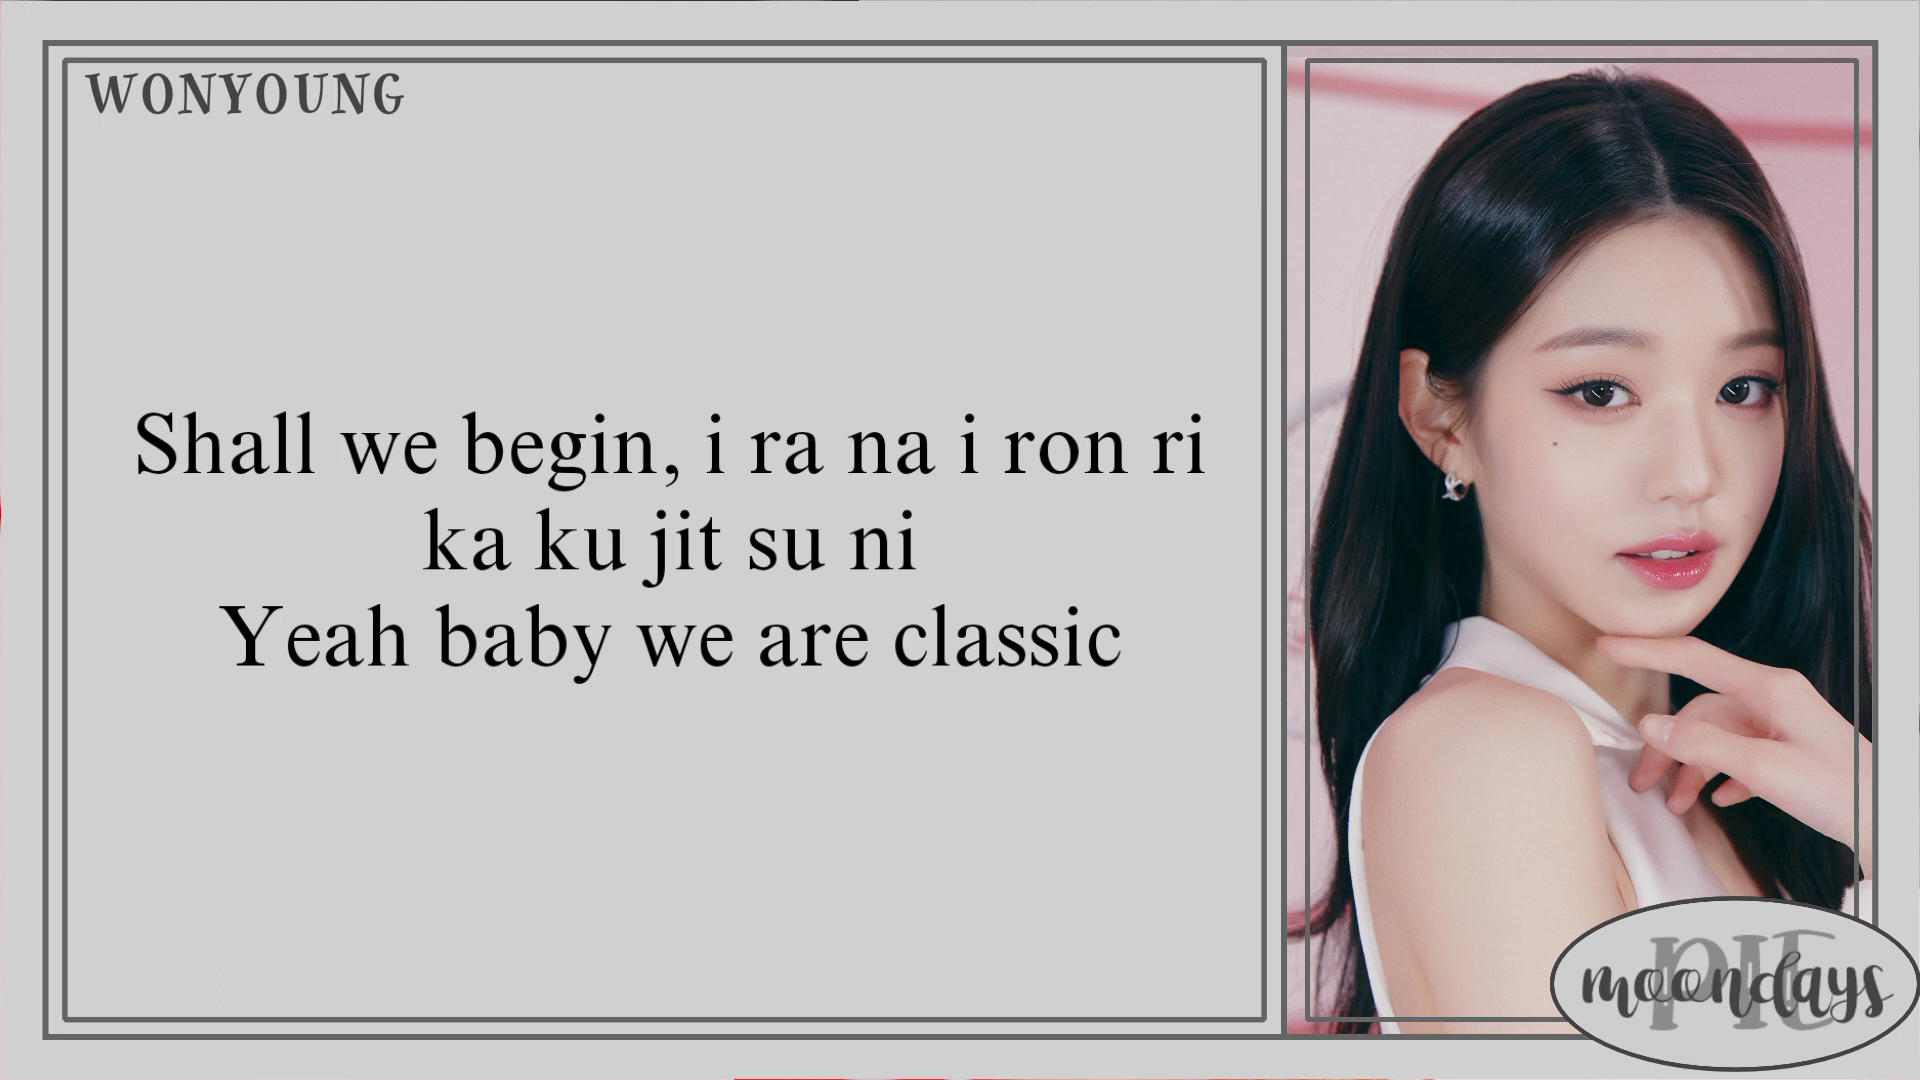 WONYOUNG
Shall we begin, i ra na i ron ri
ka ku jit su ni
Yeah baby we are classic
moondays